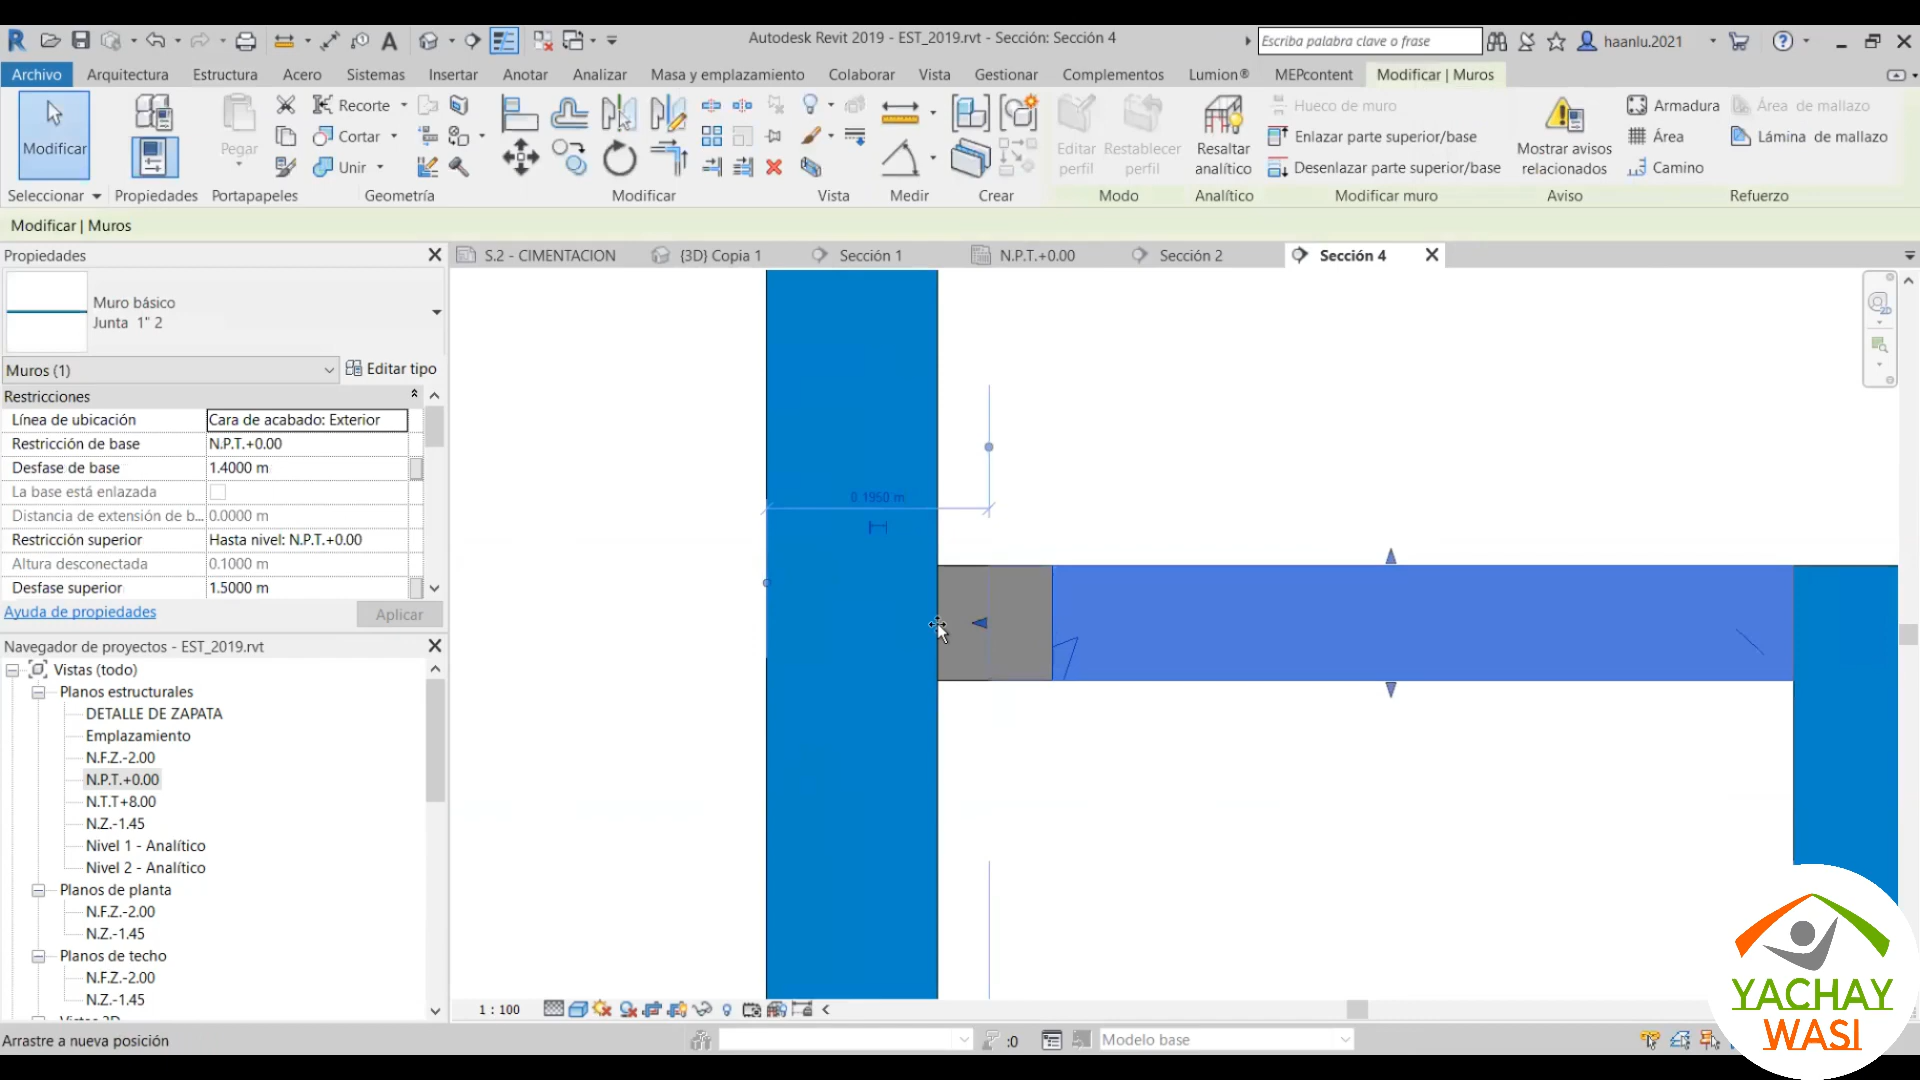 Autodesk Revit 2019 - EST_2019.rvt - Sección: Sección 4
Escriba palabra clave o frase
haanlu.2021
Archivo
Arquitectura
Estructura
Acero
Sistemas
Insertar
Anotar
Analizar
Masa y emplazamiento
Colaborar
Vista
Gestionar
Complementos
Lumion®
MEPcontent
Modificar | Muros
Modificar
Pegar
Recorte
Cortar
Unir
Editar perfil
Restablecer perfil
Resaltar analítico
Hueco de muro
Enlazar parte superior/base
Desenlazar parte superior/base
Mostrar avisos relacionados
Armadura
Área
Camino
Área de mallazo
Lámina de mallazo
Seleccionar
Propiedades
Portapapeles
Geometría
Modificar
Vista
Medir
Crear
Modo
Analítico
Modificar muro
Aviso
Refuerzo
Modificar | Muros
Propiedades
S.2 - CIMENTACION
{3D} Copia 1
Sección 1
N.P.T.+0.00
Sección 2
Sección 4
Muro básico
Junta 1" 2
Muros (1)
Editar tipo
Restricciones
Línea de ubicación Cara de acabado: Exterior
Restricción de base N.P.T.+0.00
Desfase de base 1.4000 m
La base está enlazada
Distancia de extensión de b... 0.0000 m
Restricción superior Hasta nivel: N.P.T.+0.00
Altura desconectada 0.1000 m
Desfase superior 1.5000 m
Ayuda de propiedades
Aplicar
Navegador de proyectos - EST_2019.rvt
Vistas (todo)
Planos estructurales
DETALLE DE ZAPATA
Emplazamiento
N.F.Z.-2.00
N.P.T.+0.00
N.T.T+8.00
N.Z.-1.45
Nivel 1 - Analítico
Nivel 2 - Analítico
Planos de planta
N.F.Z.-2.00
N.Z.-1.45
Planos de techo
N.F.Z.-2.00
N.Z.-1.45
0.1950 m
1 : 100
Arrastre a nueva posición
:0
Modelo base
YACHAY
WASI